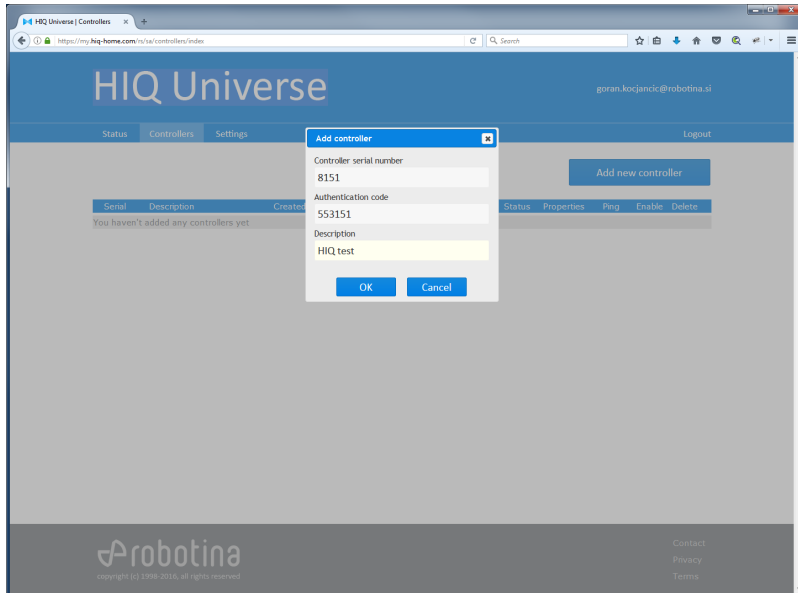 HIQ Universe | Controllers
https://my.hiq-home.com/rs/sa/controllers/index
Search
HIQ Universe
goran.kocjancic@robotina.si
Status Controllers Settings Logout
Add controller
Controller serial number
8151
Authentication code
553151
Description
HIQ test
OK Cancel
Add new controller
Serial Description Created Status Properties Ping Enable Delete
You haven't added any controllers yet
robotina
copyright (c) 1996-2016, all rights reserved
Contact
Privacy
Terms